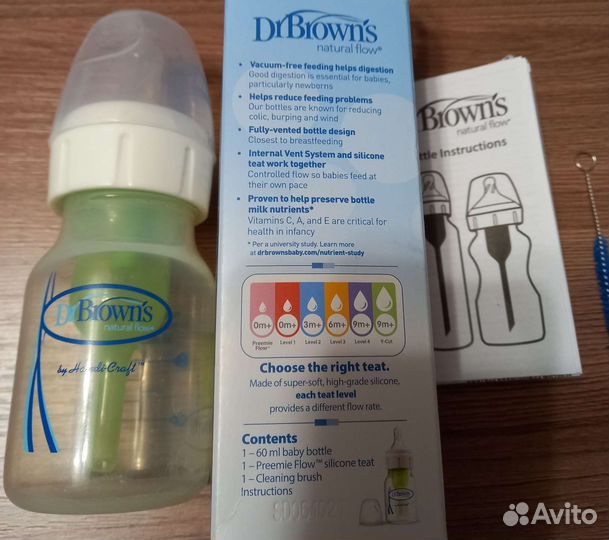 DrBrown's
natural flow®
by Handi-Craft™
DrBrown's
natural flow®
• Vacuum-free feeding helps digestion
Good digestion is essential for babies,
particularly newborns
• Helps reduce feeding problems
Our bottles are known for reducing
colic, burping and wind
• Fully-vented bottle design
Closest to breastfeeding
• Internal Vent System and silicone
teat work together
Controlled flow so babies feed at
their own pace
• Proven to help preserve bottle
milk nutrients*
Vitamins C, A, and E are critical for
health in infancy
* Per a university study. Learn more
at drbrownsbaby.com/nutrient-study
0m+ 0m+ 3m+ 6m+ 9m+ 9m+
Preemie Flow™ Level 1 Level 2 Level 3 Level 4 Y-Cut
Choose the right teat.
Made of super-soft, high-grade silicone,
each teat level
provides a different flow rate.
Contents
1 – 60 ml baby bottle
1 – Preemie Flow™ silicone teat
1 – Cleaning brush
Instructions
DrBrown's
Brown's
natural flow®
ttle Instructions
Avito